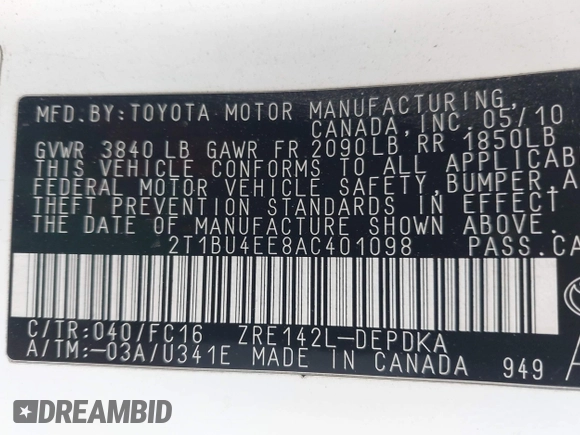 MFD. BY: TOYOTA MOTOR MANUFACTURING,
CANADA, INC. 05/10
GVWR 3840 LB GAWR FR 2090LB RR 1850LB
THIS VEHICLE CONFORMS TO ALL APPLICAB
FEDERAL MOTOR VEHICLE SAFETY, BUMPER, A
THEFT PREVENTION STANDARDS IN EFFECT
THE DATE OF MANUFACTURE SHOWN ABOVE.
2T1BU4EE8AC401098 PASS.CA
C/TR: 040/FC16 ZRE142L-DEPDKA
A/TM: -03A/U341E MADE IN CANADA 949 A
DREAMBID